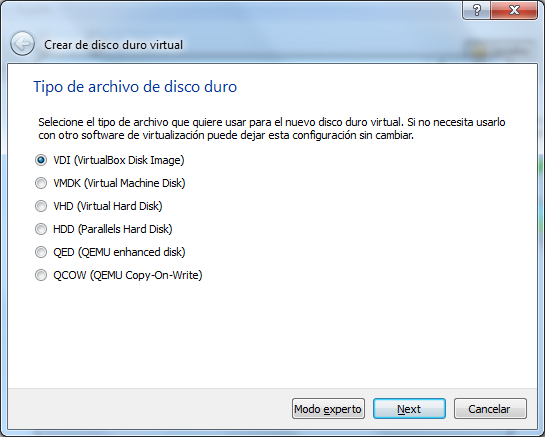 Crear de disco duro virtual
Tipo de archivo de disco duro
Selecione el tipo de archivo que quiere usar para el nuevo disco duro virtual. Si no necesita usarlo
con otro software de virtualización puede dejar esta configuración sin cambiar.
VDI (VirtualBox Disk Image)
VMDK (Virtual Machine Disk)
VHD (Virtual Hard Disk)
HDD (Parallels Hard Disk)
QED (QEMU enhanced disk)
QCOW (QEMU Copy-On-Write)
Modo experto Next Cancelar